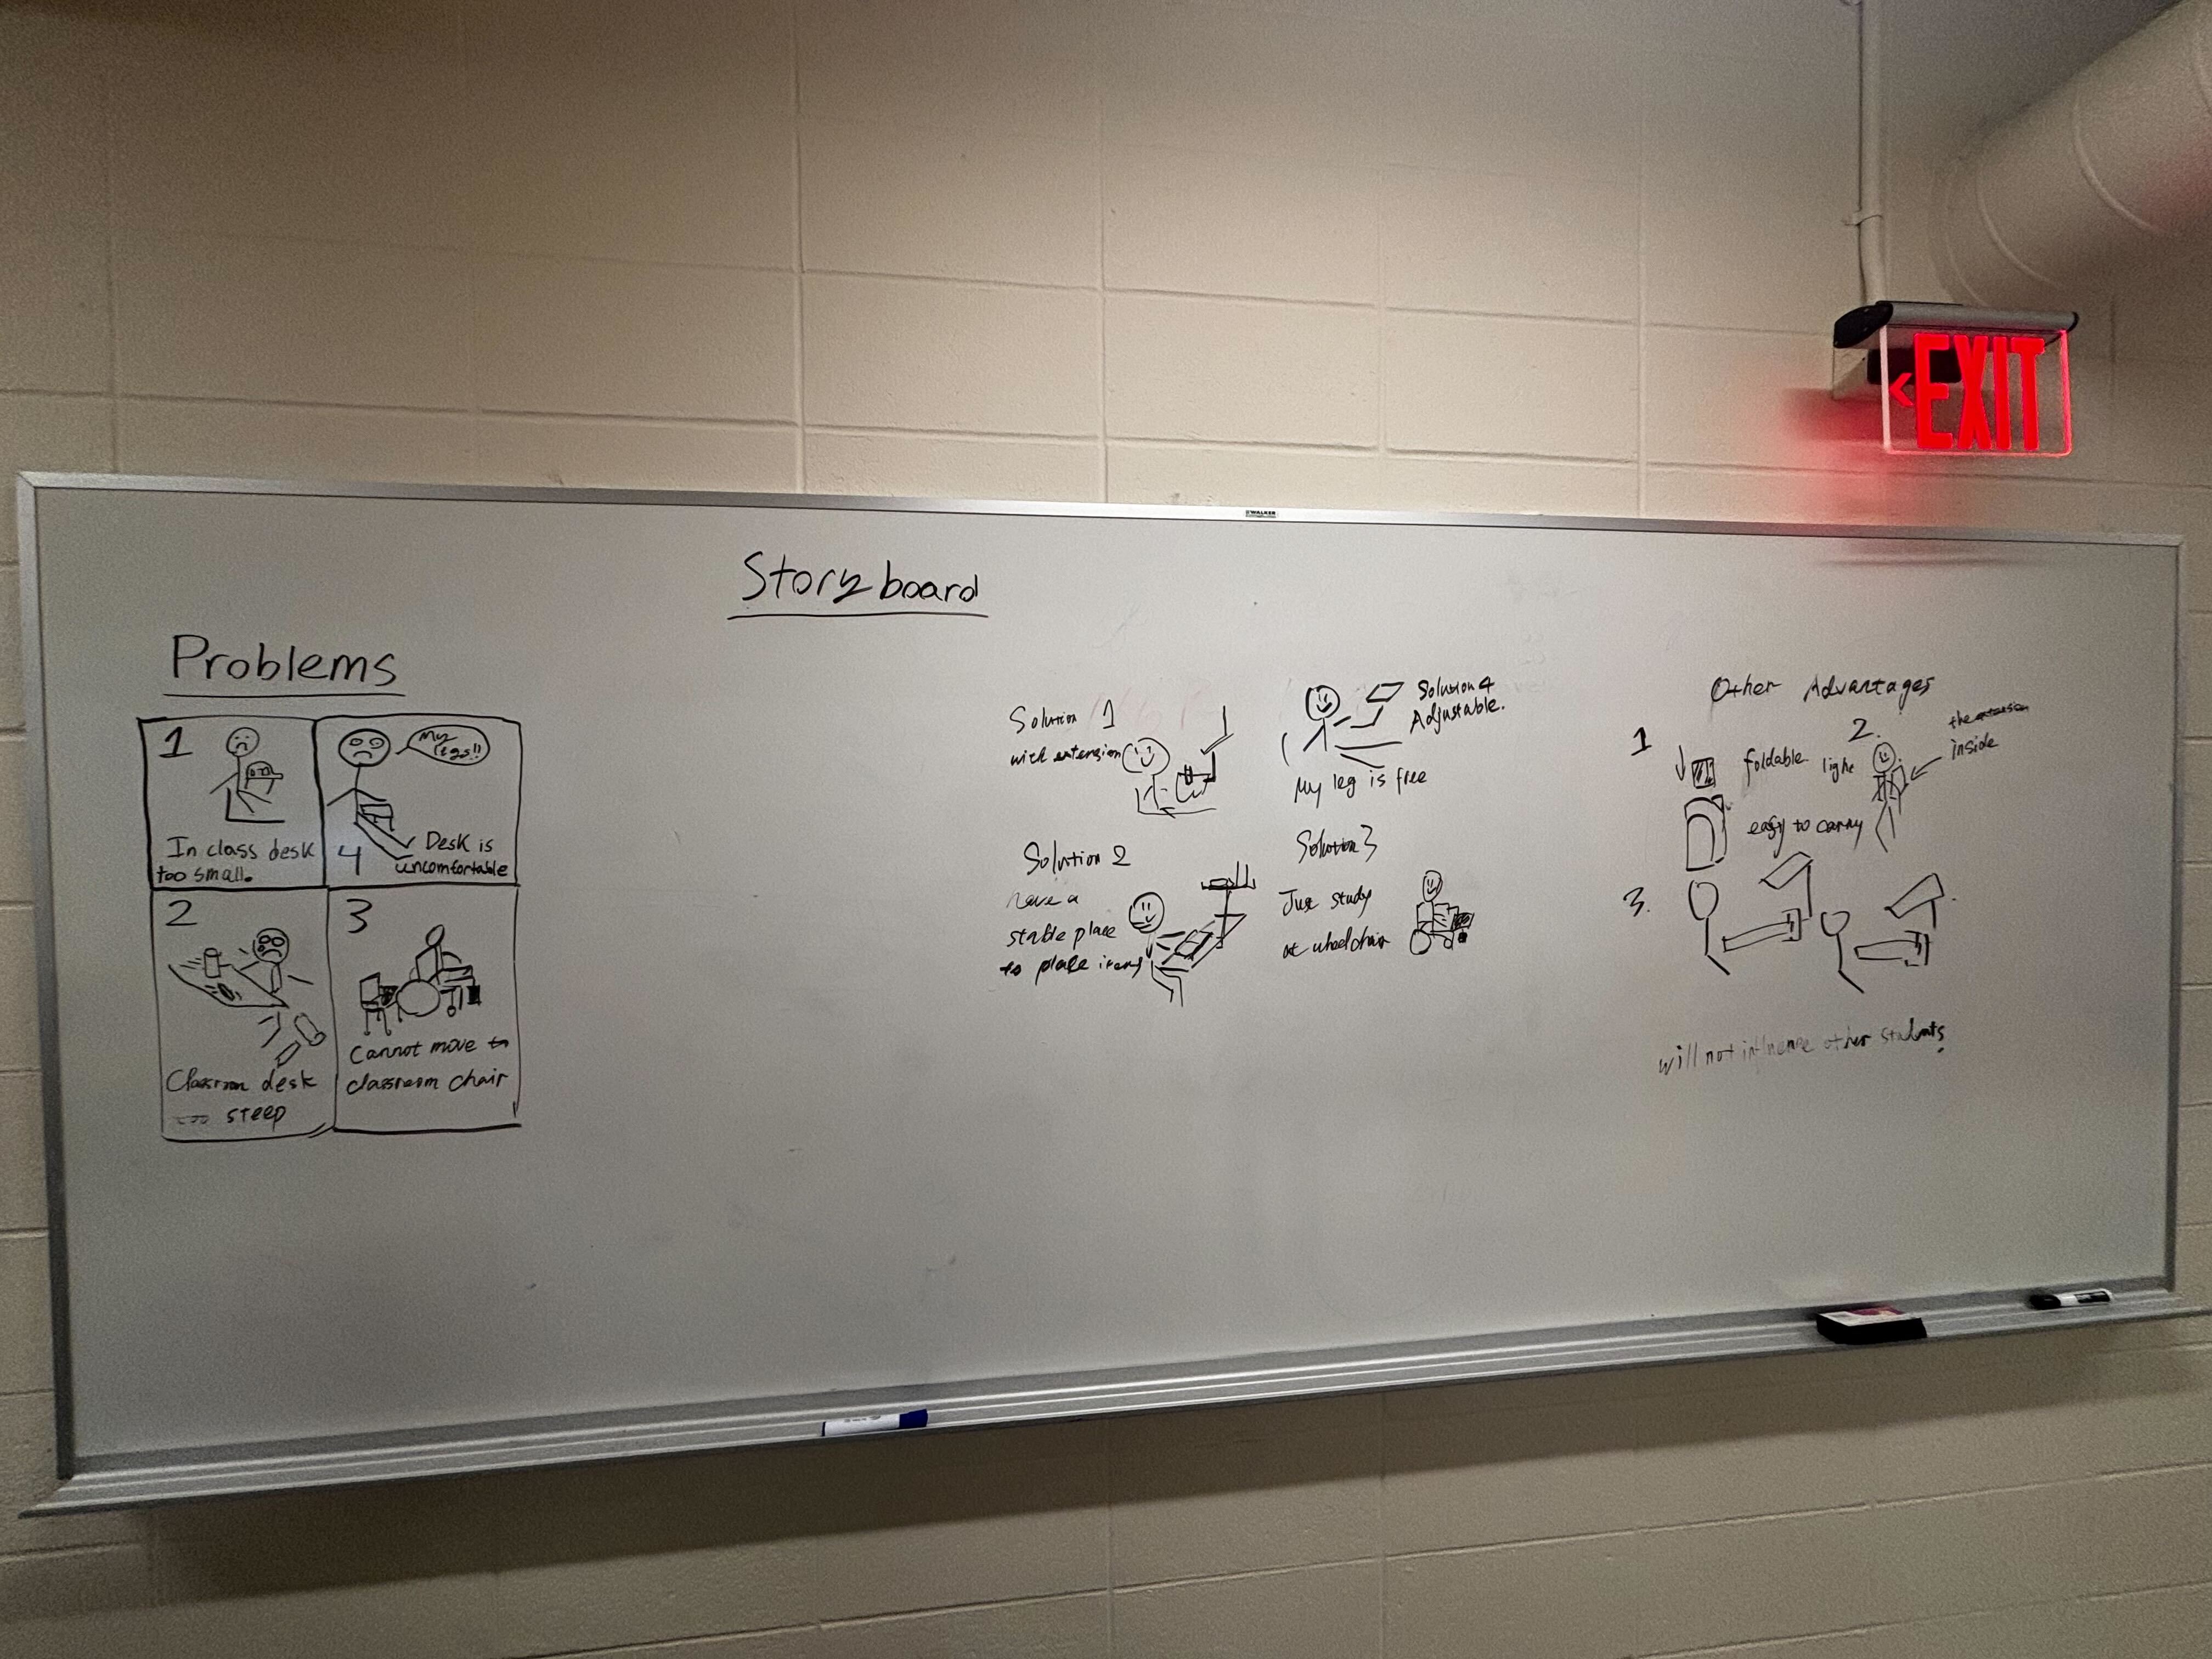 EXIT
WALKER
Storyboard
Problems
1
In class desk
too small.
My
legs!!
4
Desk is
uncomfortable
2
Classroom desk
too steep
3
Cannot move to
classroom chair
Solution 1
with extension
Solution 4
Adjustable.
My leg is free
Solution 2
have a
stable place
to place items
Solution 3
Just study
at wheelchair
Other Advantages
1
foldable
light
easy to carry
2.
the extension
inside
3.
will not influence other students.